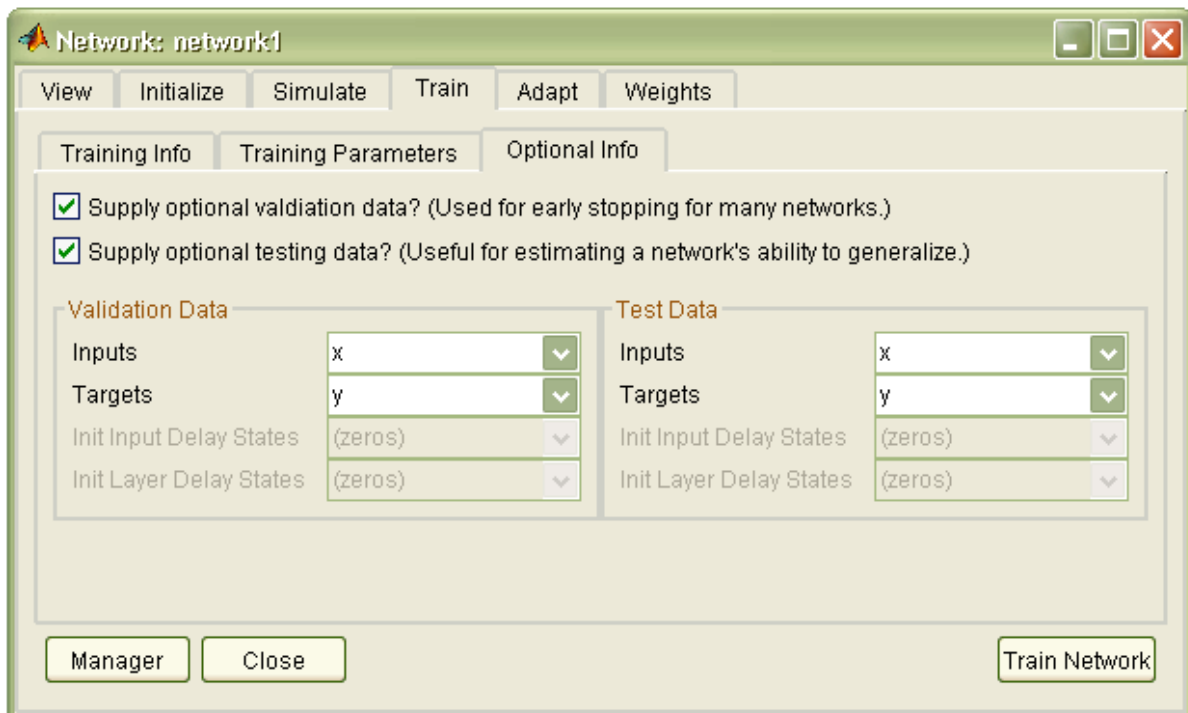 Network: network1
View Initialize Simulate Train Adapt Weights
Training Info Training Parameters Optional Info
Supply optional valdiation data? (Used for early stopping for many networks.)
Supply optional testing data? (Useful for estimating a network's ability to generalize.)
Validation Data Test Data
Inputs x Inputs x
Targets y Targets y
Init Input Delay States (zeros) Init Input Delay States (zeros)
Init Layer Delay States (zeros) Init Layer Delay States (zeros)
Manager Close Train Network